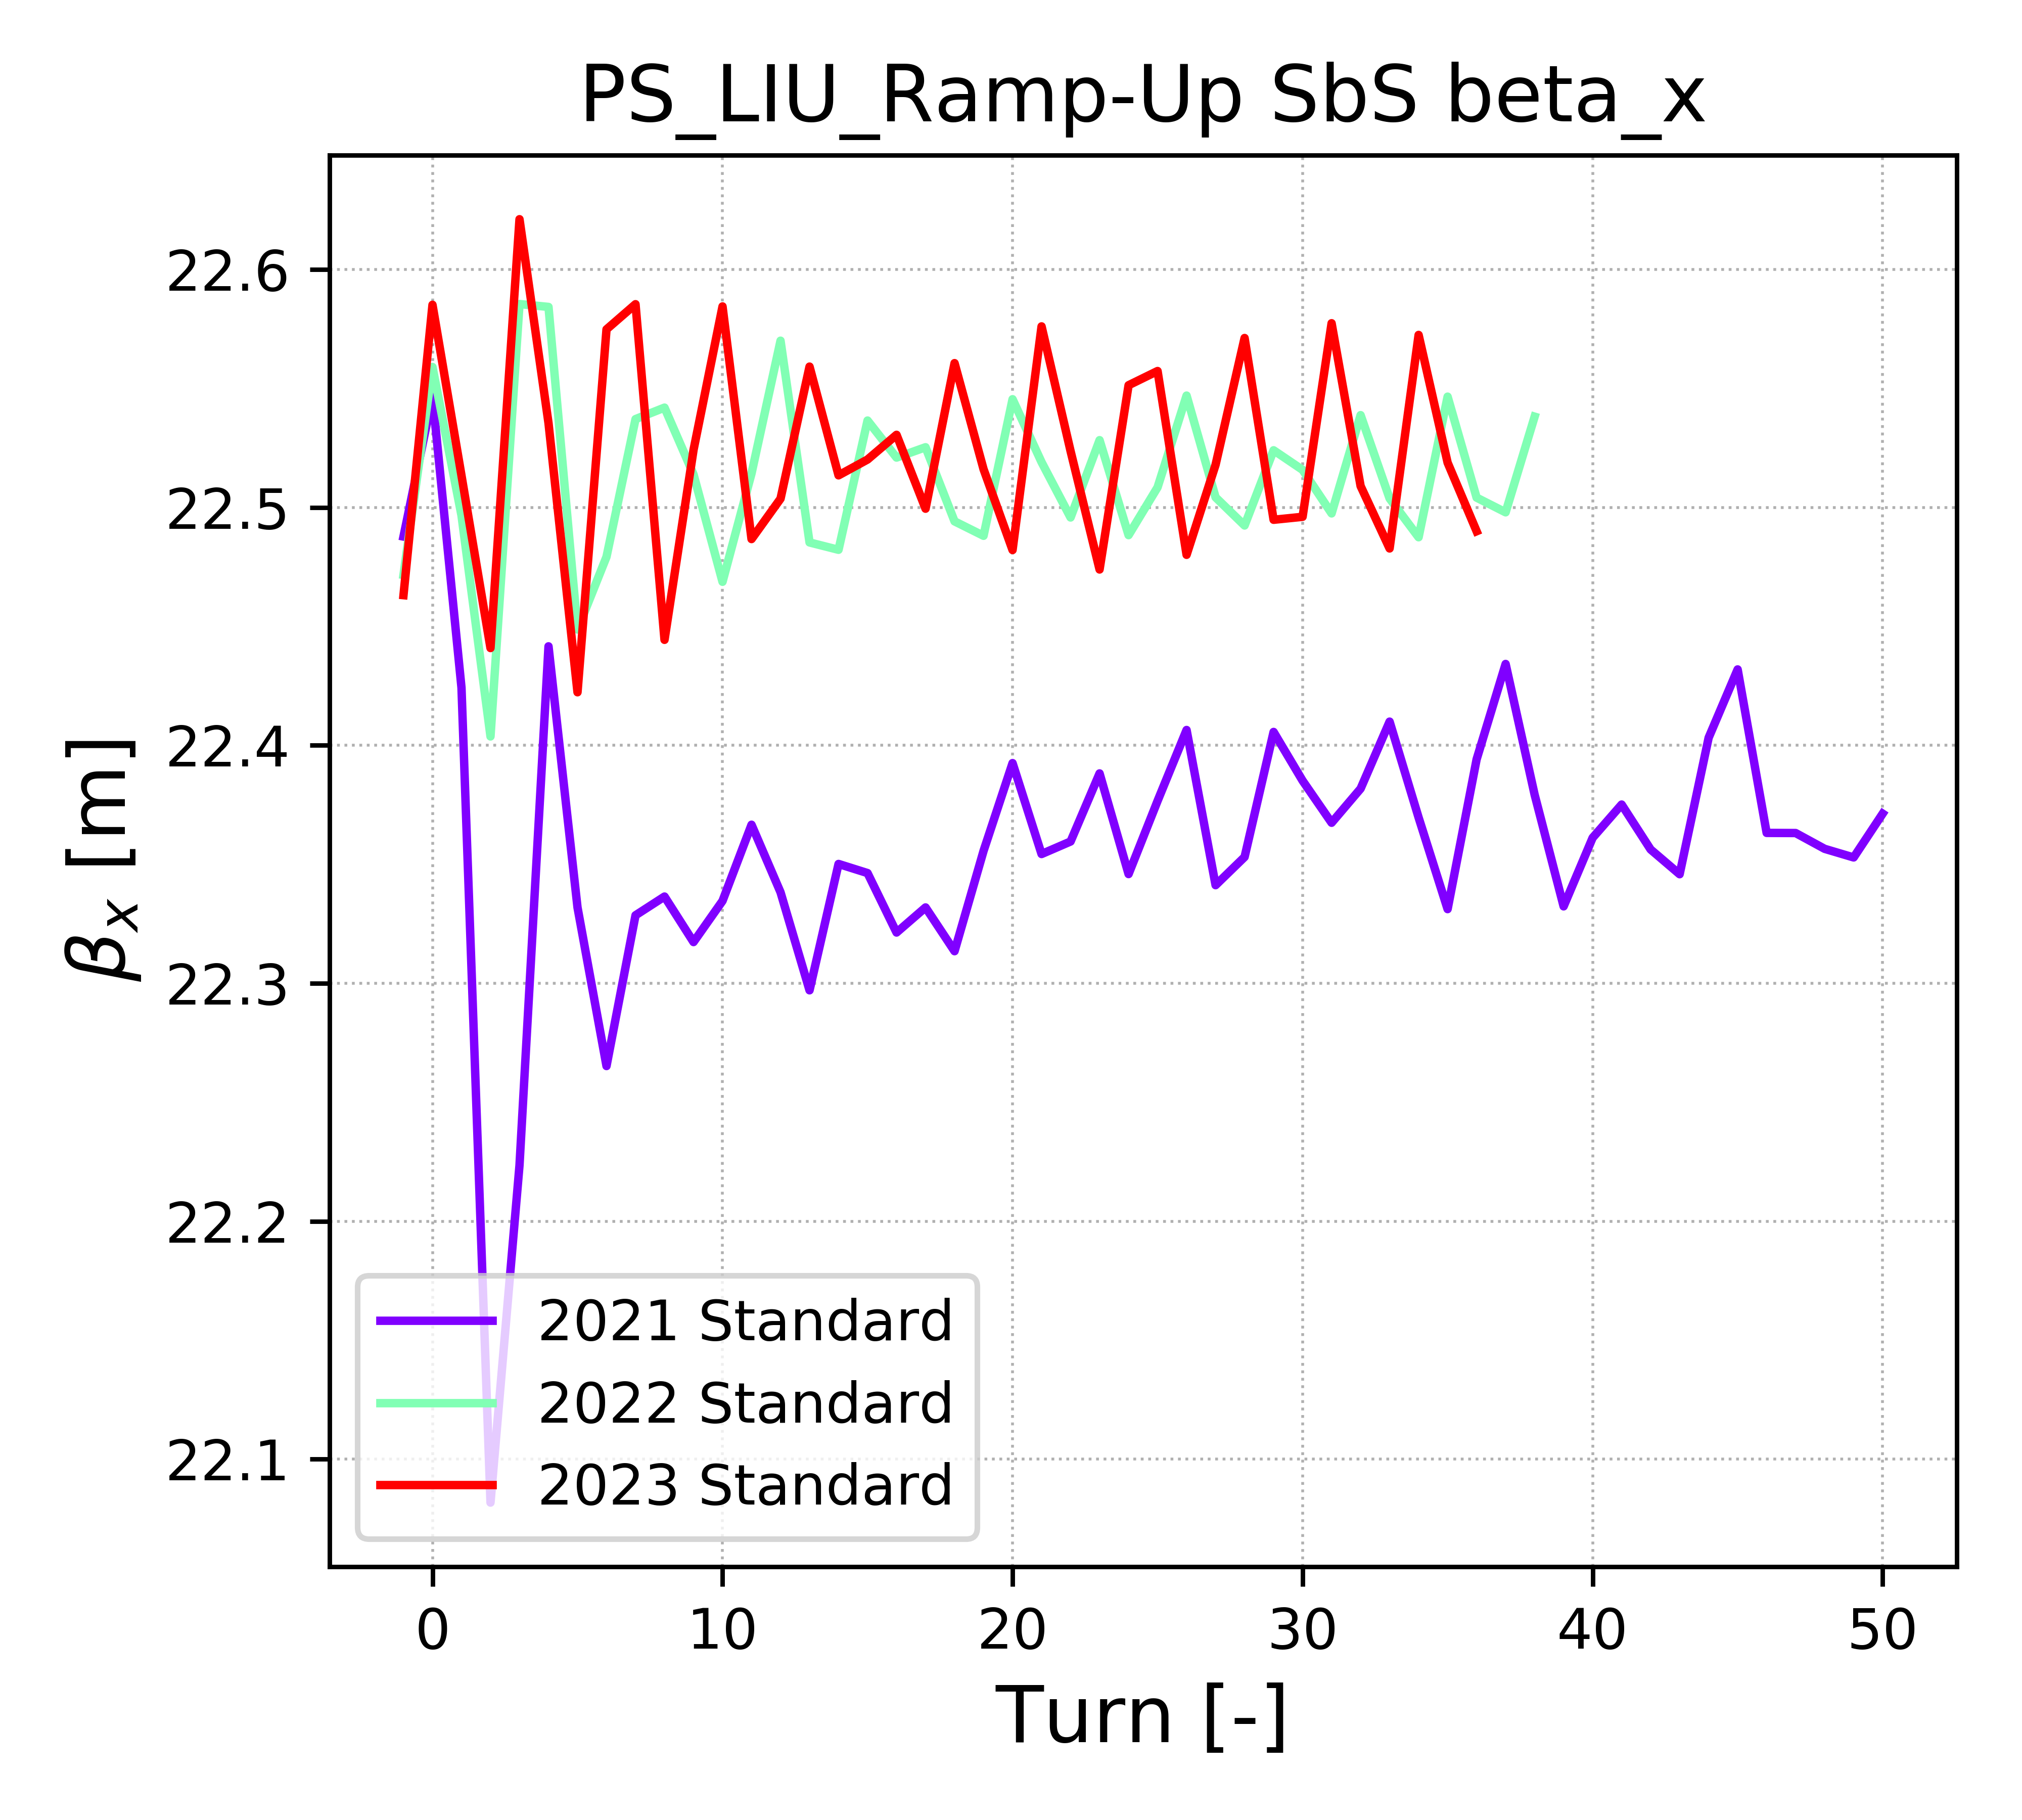 PS_LIU_Ramp-Up SbS beta_x
22.6
22.5
22.4
22.3
22.2
22.1
βx [m]
2021 Standard
2022 Standard
2023 Standard
0 10 20 30 40 50
Turn [-]